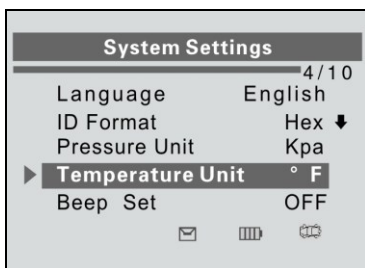 System Settings
4/10
Language English
ID Format Hex
Pressure Unit Kpa
Temperature Unit ° F
Beep Set OFF